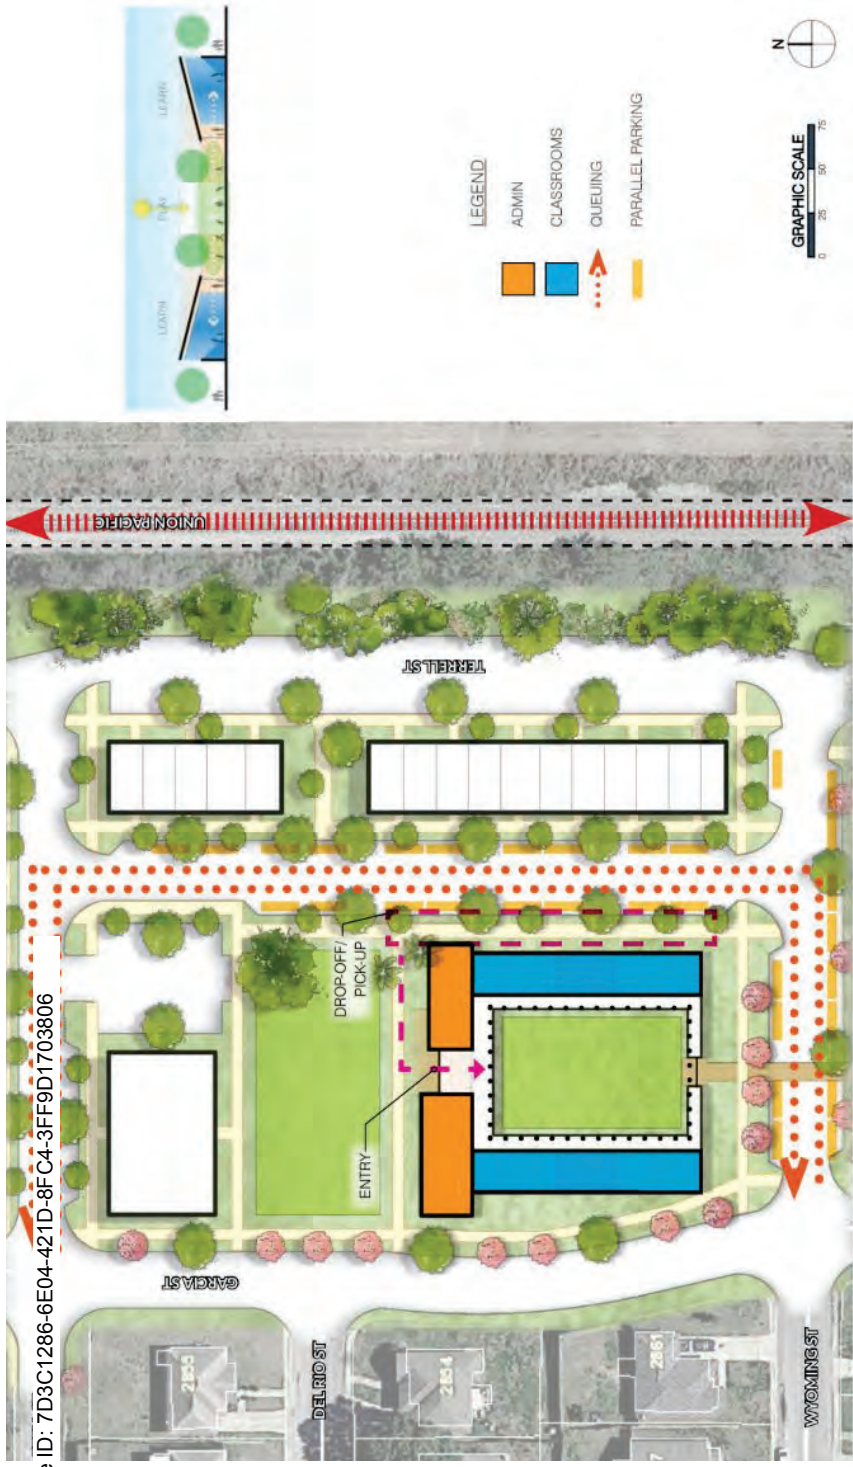 e ID: 7D3C1286-6E04-421D-8FC4-3FF9D1703806
LEARN
PLAY
LEARN
LEGEND
ADMIN
CLASSROOMS
QUEUING
PARALLEL PARKING
N
GRAPHIC SCALE
0 25 50 75
UNION PACIFIC
TERRELL ST
DROP-OFF/
PICK-UP
ENTRY
GARCIA ST
DEL RIO ST
WYOMING ST
2855
2854
2861
7